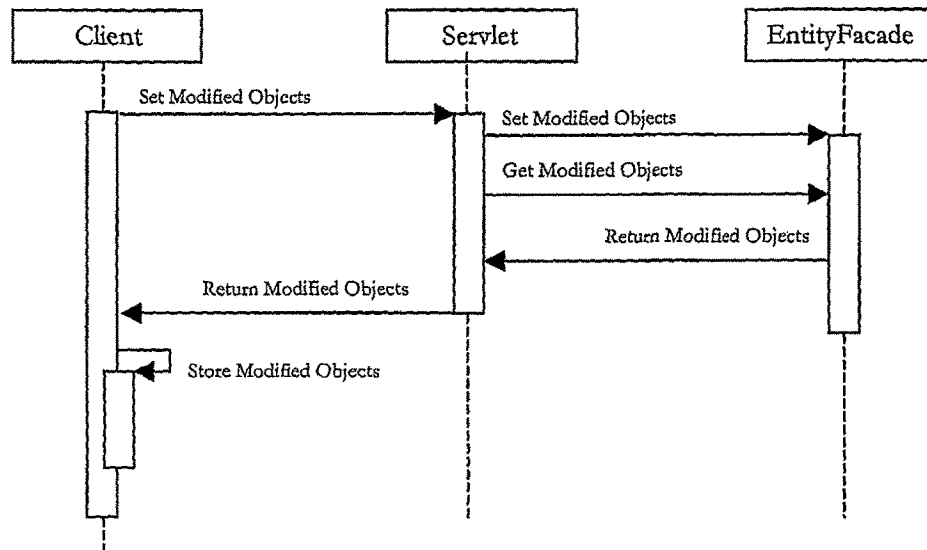 Client
Servlet
EntityFacade
Set Modified Objects
Set Modified Objects
Get Modified Objects
Return Modified Objects
Return Modified Objects
Store Modified Objects